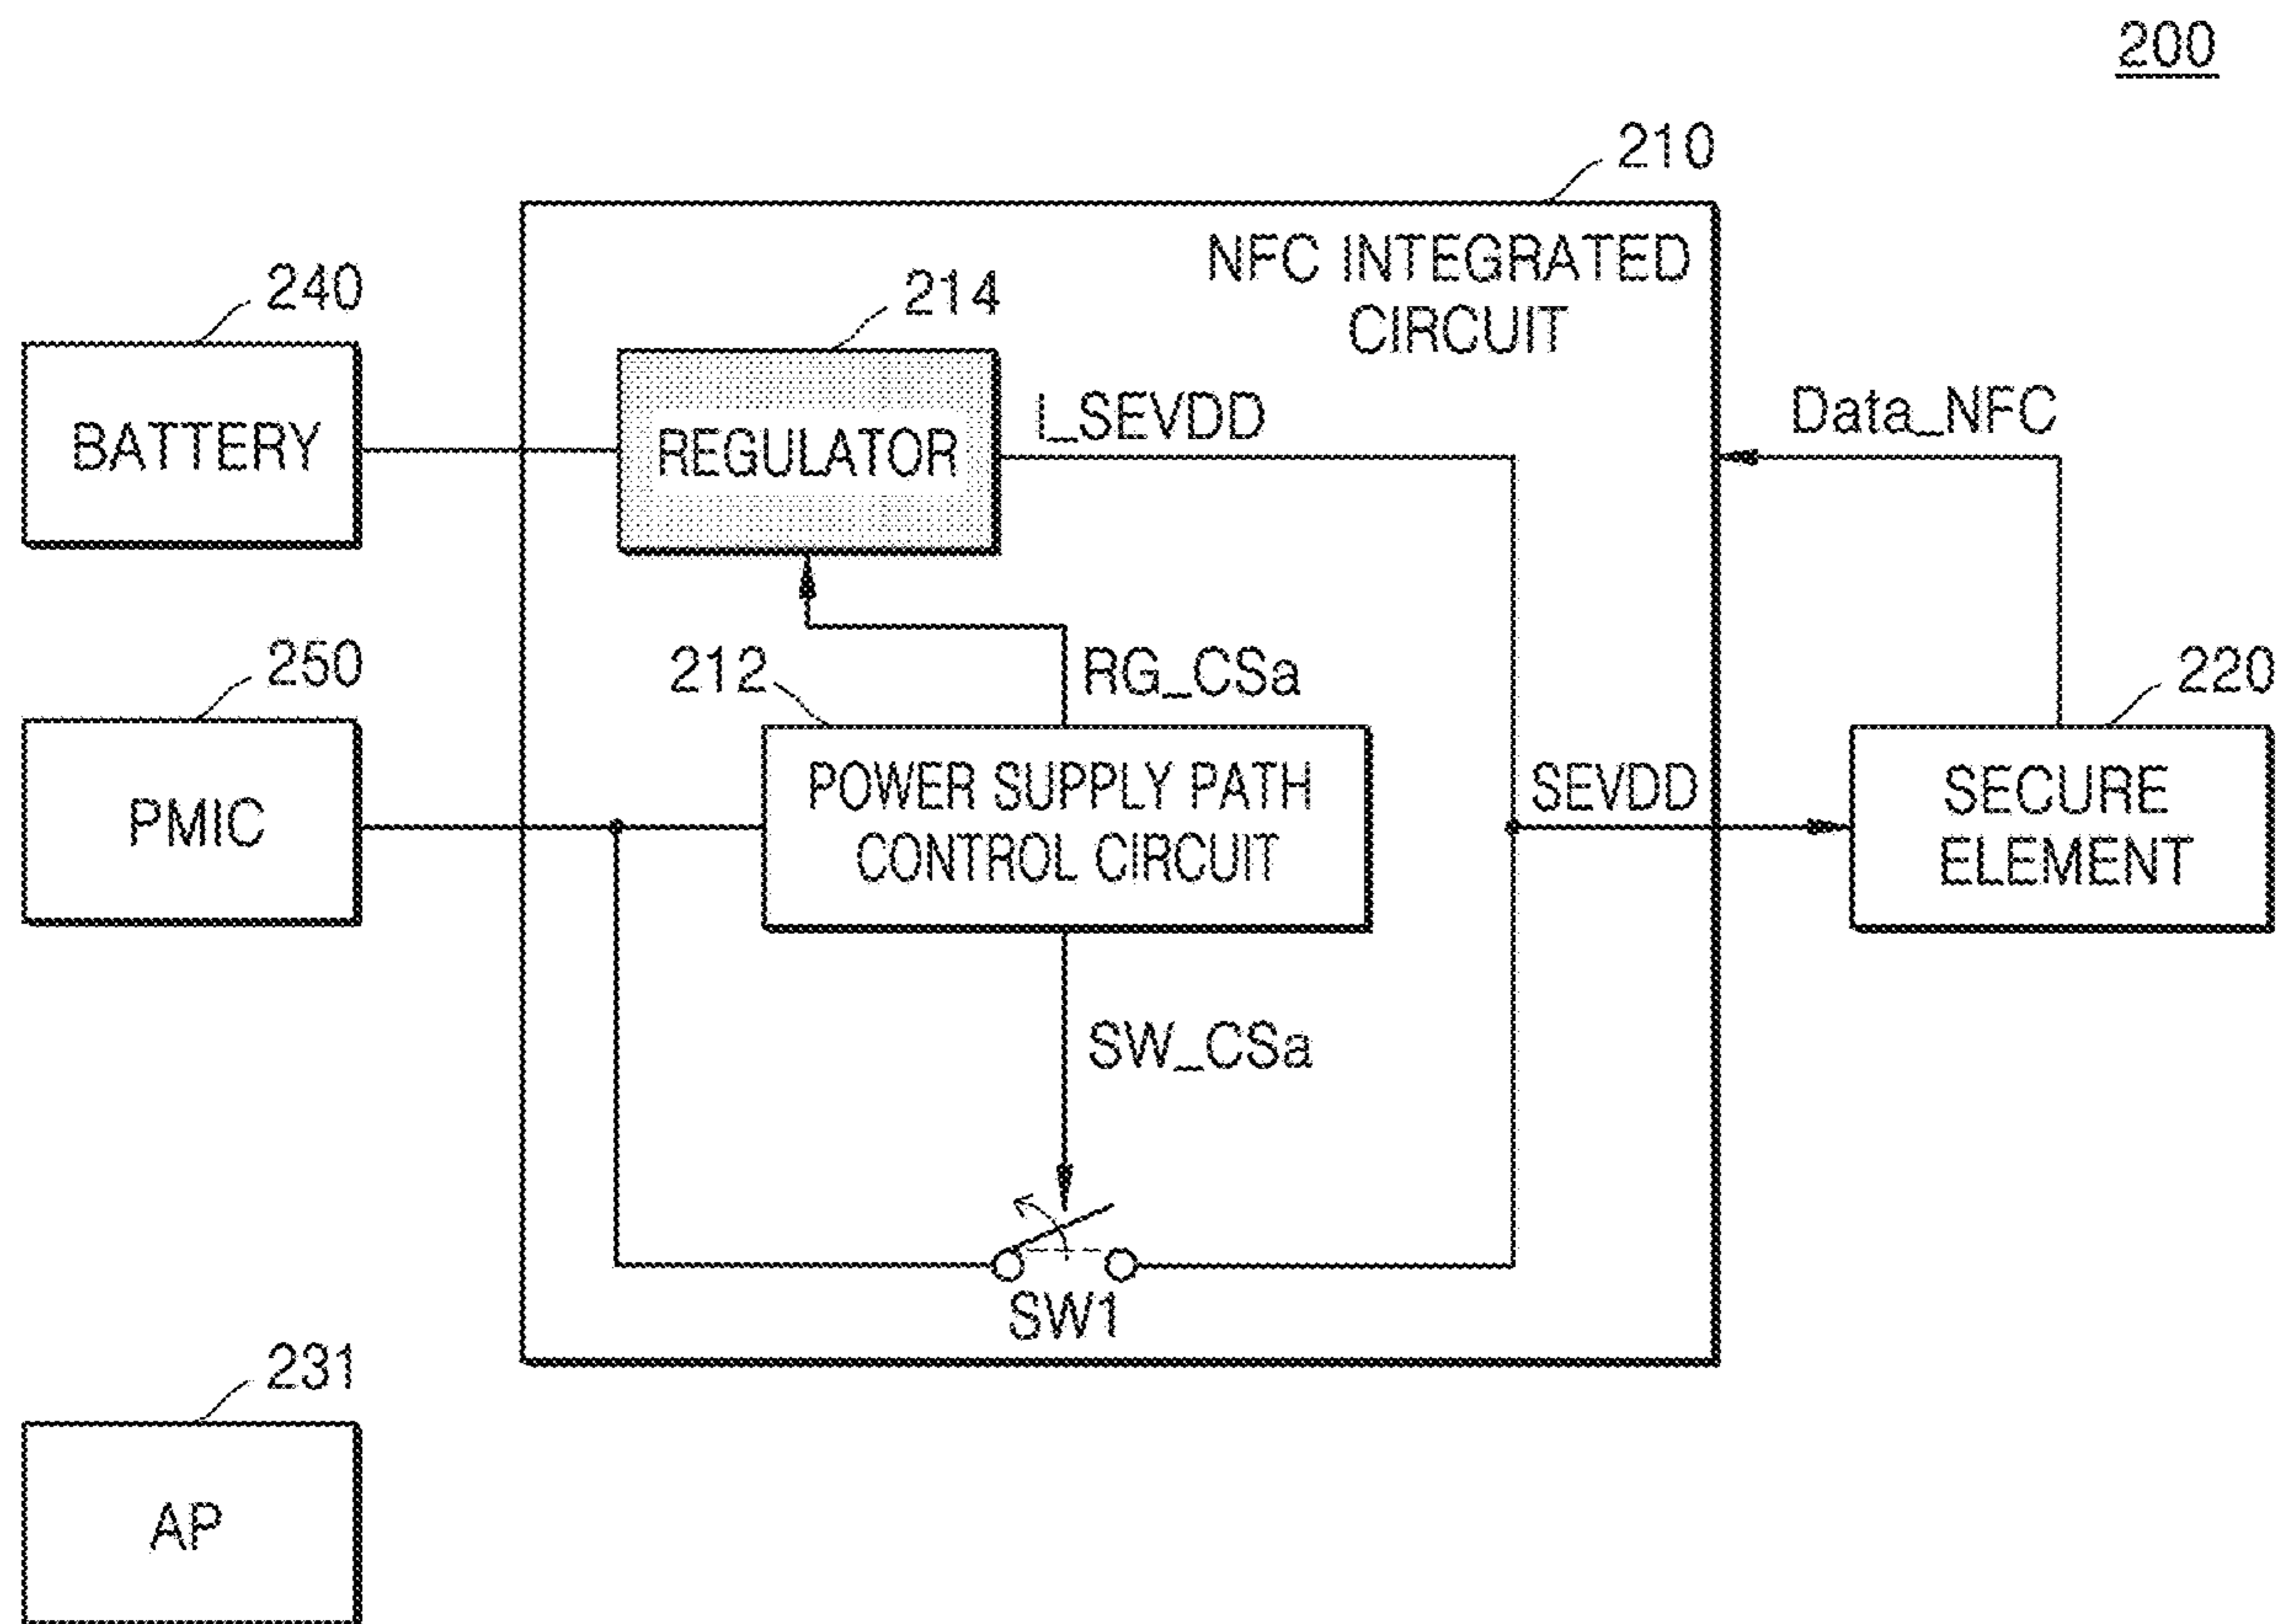 200
210
NFC INTEGRATED
CIRCUIT
240
214
BATTERY
REGULATOR
I_SEVDD
Data_NFC
250
212
RG_CSa
220
PMIC
POWER SUPPLY PATH
CONTROL CIRCUIT
SEVDD
SECURE
ELEMENT
SW_CSa
SW1
231
AP